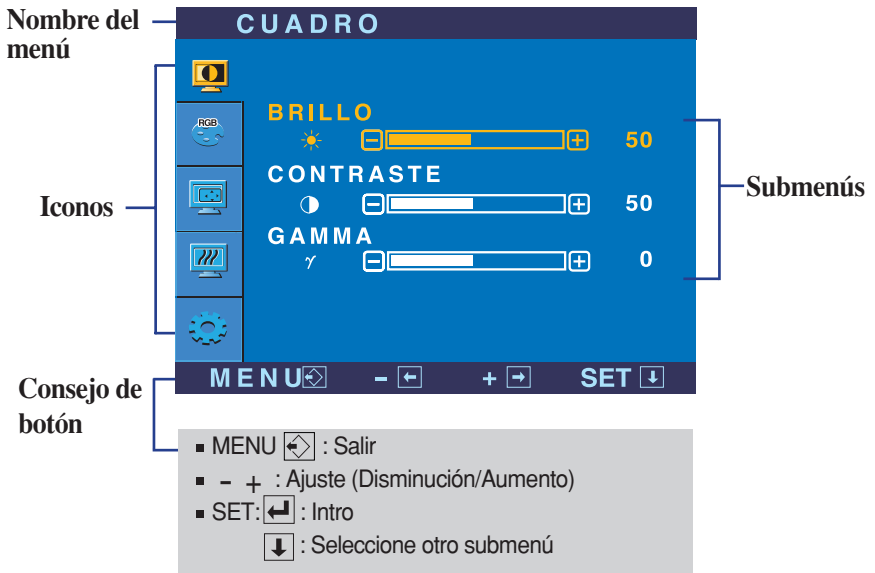 Nombre del
menú
CUADRO
RGB
BRILLO
50
CONTRASTE
50
GAMMA
γ
0
Iconos
Submenús
MENU - + SET
Consejo de
botón
▪ MENU : Salir
▪ - + : Ajuste (Disminución/Aumento)
▪ SET: : Intro
: Seleccione otro submenú